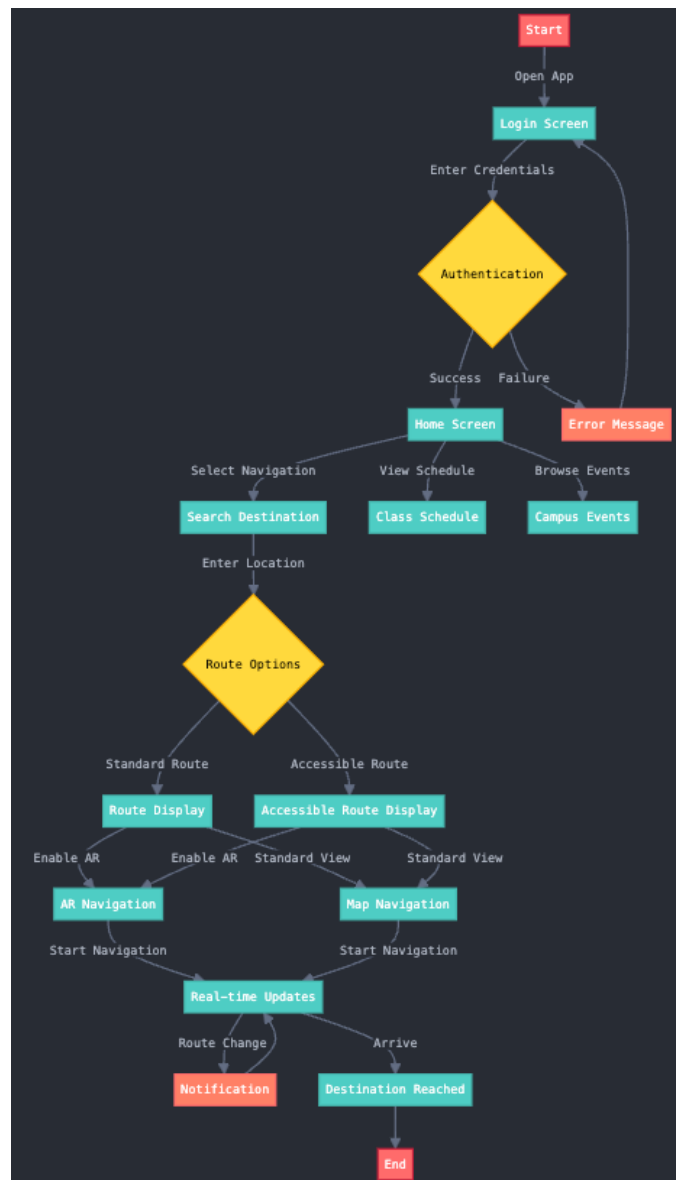 Start
Open App
Login Screen
Enter Credentials
Authentication
Success
Failure
Home Screen
Error Message
Select Navigation
View Schedule
Browse Events
Search Destination
Class Schedule
Campus Events
Enter Location
Route Options
Standard Route
Accessible Route
Route Display
Accessible Route Display
Enable AR
Enable AR
Standard View
Standard View
AR Navigation
Map Navigation
Start Navigation
Start Navigation
Real-time Updates
Route Change
Arrive
Notification
Destination Reached
End